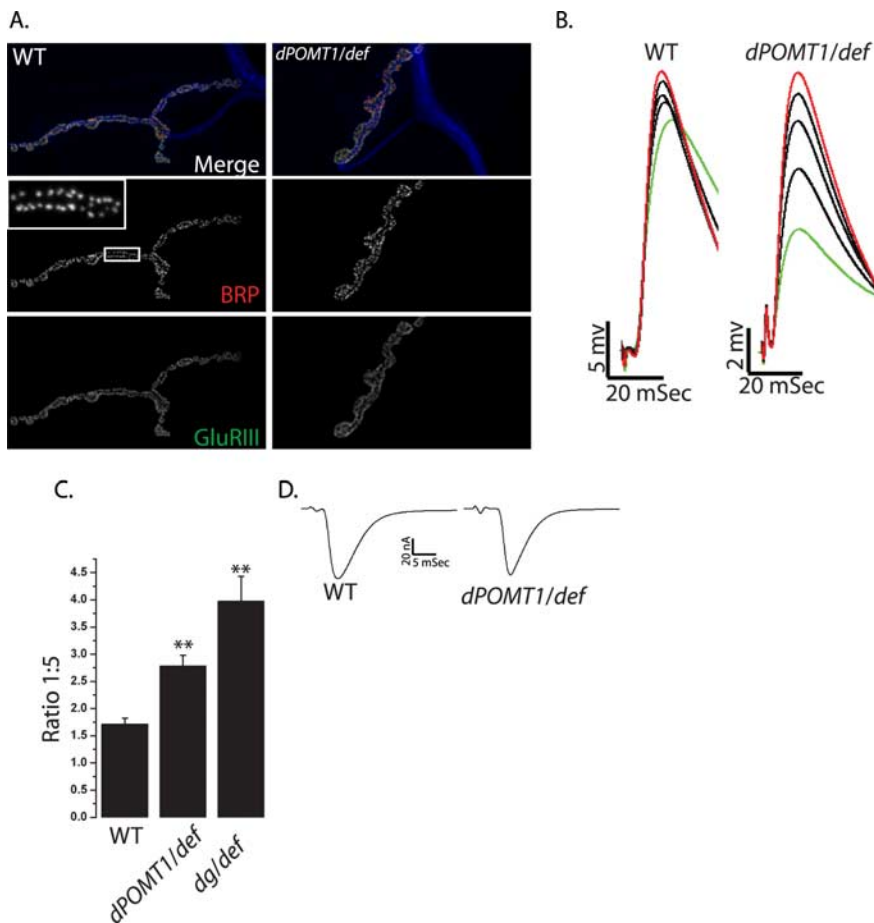 A.
WT
dPOMT1/def
Merge
BRP
GluRIII
B.
WT
dPOMT1/def
5 mv
20 mSec
2 mv
20 mSec
C.
Ratio 1:5
4.5
4.0
3.5
3.0
2.5
2.0
1.5
1.0
0.5
0.0
**
**
WT
dPOMT1/def
dg/def
D.
20 nA
5 mSec
WT
dPOMT1/def